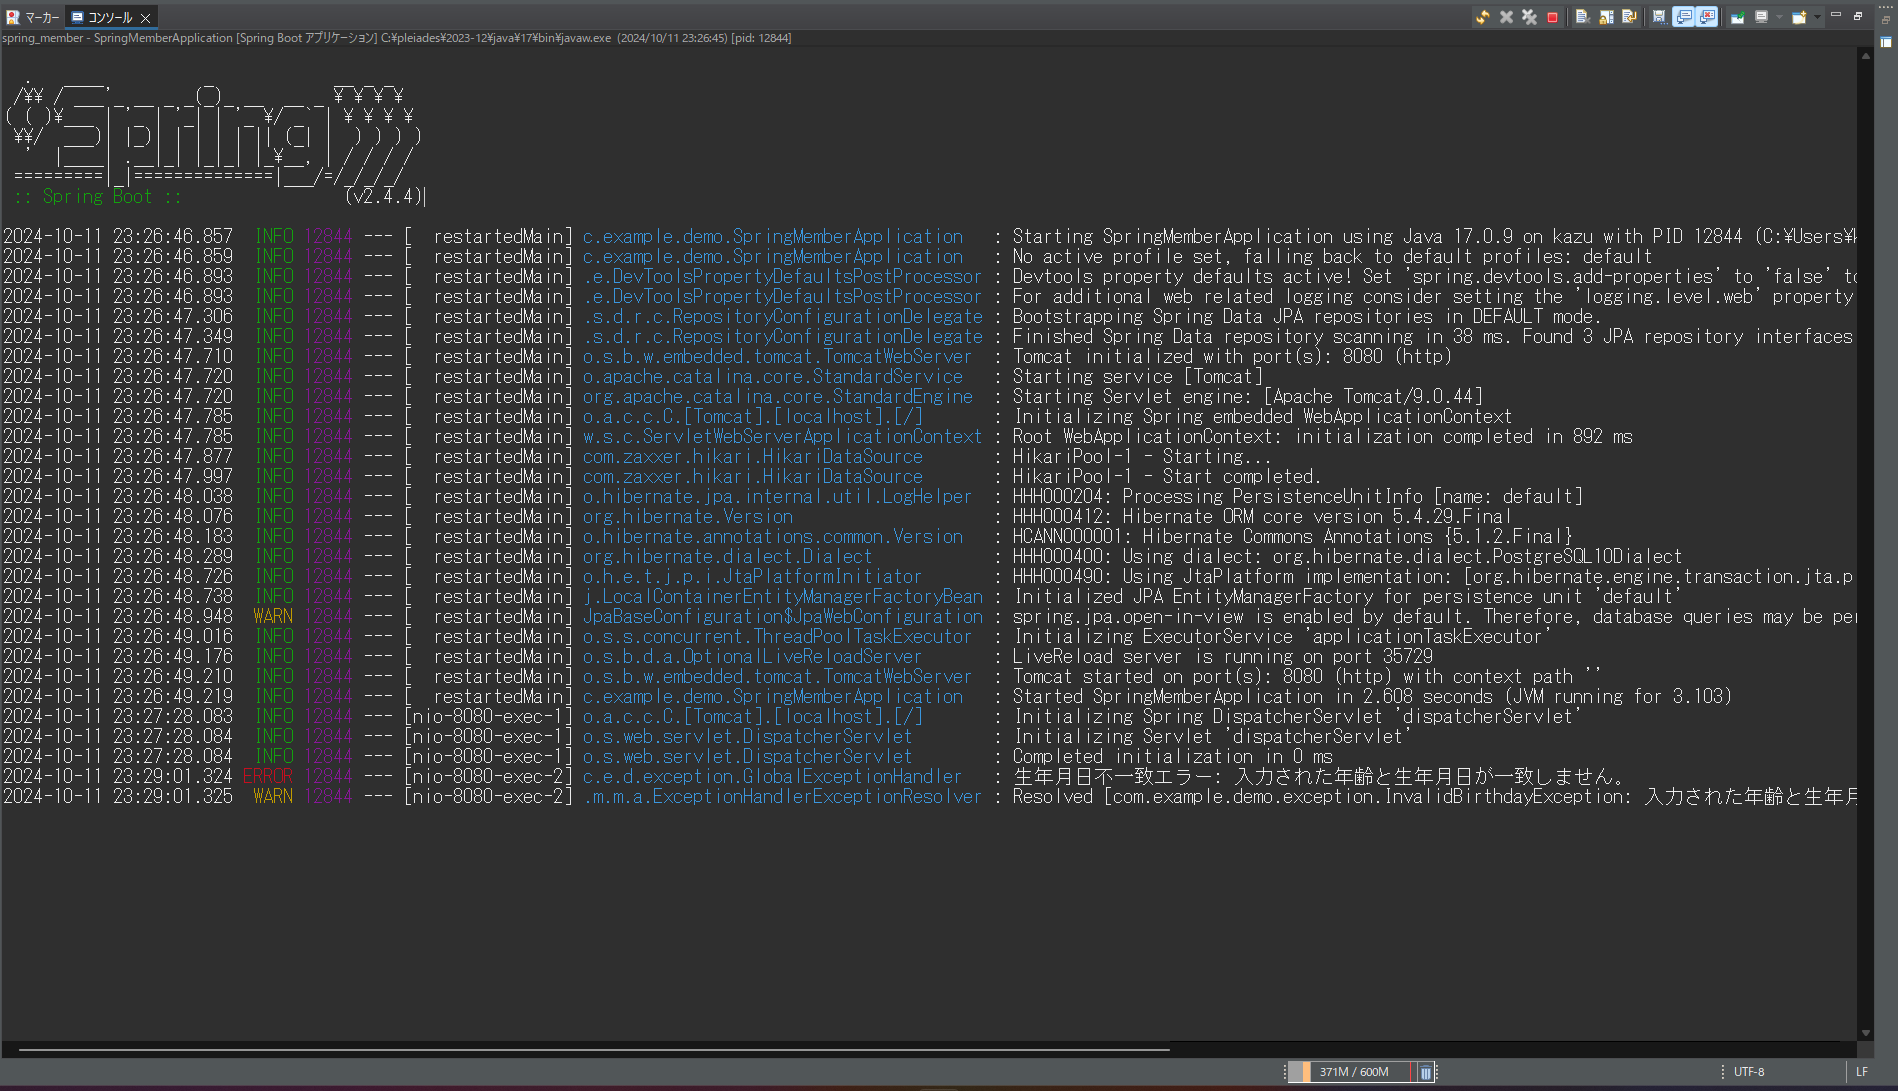 マーカー コンソール
spring_member - SpringMemberApplication [Spring Boot アプリケーション] C:¥pleiades¥2023-12¥java¥17¥bin¥javaw.exe (2024/10/11 23:26:45) [pid: 12844]
:: Spring Boot :: (v2.4.4)
2024-10-11 23:26:46.857 INFO 12844 --- [ restartedMain] c.example.demo.SpringMemberApplication : Starting SpringMemberApplication using Java 17.0.9 on kazu with PID 12844 (C:¥Users¥k
2024-10-11 23:26:46.859 INFO 12844 --- [ restartedMain] c.example.demo.SpringMemberApplication : No active profile set, falling back to default profiles: default
2024-10-11 23:26:46.893 INFO 12844 --- [ restartedMain] .e.DevToolsPropertyDefaultsPostProcessor : Devtools property defaults active! Set 'spring.devtools.add-properties' to 'false' to
2024-10-11 23:26:46.893 INFO 12844 --- [ restartedMain] .e.DevToolsPropertyDefaultsPostProcessor : For additional web related logging consider setting the 'logging.level.web' property
2024-10-11 23:26:47.306 INFO 12844 --- [ restartedMain] .s.d.r.c.RepositoryConfigurationDelegate : Bootstrapping Spring Data JPA repositories in DEFAULT mode.
2024-10-11 23:26:47.349 INFO 12844 --- [ restartedMain] .s.d.r.c.RepositoryConfigurationDelegate : Finished Spring Data repository scanning in 38 ms. Found 3 JPA repository interfaces
2024-10-11 23:26:47.710 INFO 12844 --- [ restartedMain] o.s.b.w.embedded.tomcat.TomcatWebServer : Tomcat initialized with port(s): 8080 (http)
2024-10-11 23:26:47.720 INFO 12844 --- [ restartedMain] o.apache.catalina.core.StandardService : Starting service [Tomcat]
2024-10-11 23:26:47.720 INFO 12844 --- [ restartedMain] org.apache.catalina.core.StandardEngine : Starting Servlet engine: [Apache Tomcat/9.0.44]
2024-10-11 23:26:47.785 INFO 12844 --- [ restartedMain] o.a.c.c.C.[Tomcat].[localhost].[/] : Initializing Spring embedded WebApplicationContext
2024-10-11 23:26:47.785 INFO 12844 --- [ restartedMain] w.s.c.ServletWebServerApplicationContext : Root WebApplicationContext: initialization completed in 892 ms
2024-10-11 23:26:47.877 INFO 12844 --- [ restartedMain] com.zaxxer.hikari.HikariDataSource : HikariPool-1 - Starting...
2024-10-11 23:26:47.997 INFO 12844 --- [ restartedMain] com.zaxxer.hikari.HikariDataSource : HikariPool-1 - Start completed.
2024-10-11 23:26:48.038 INFO 12844 --- [ restartedMain] o.hibernate.jpa.internal.util.LogHelper : HHH000204: Processing PersistenceUnitInfo [name: default]
2024-10-11 23:26:48.076 INFO 12844 --- [ restartedMain] org.hibernate.Version : HHH000412: Hibernate ORM core version 5.4.29.Final
2024-10-11 23:26:48.183 INFO 12844 --- [ restartedMain] o.hibernate.annotations.common.Version : HCANN000001: Hibernate Commons Annotations {5.1.2.Final}
2024-10-11 23:26:48.289 INFO 12844 --- [ restartedMain] org.hibernate.dialect.Dialect : HHH000400: Using dialect: org.hibernate.dialect.PostgreSQL10Dialect
2024-10-11 23:26:48.726 INFO 12844 --- [ restartedMain] o.h.e.t.j.p.i.JtaPlatformInitiator : HHH000490: Using JtaPlatform implementation: [org.hibernate.engine.transaction.jta.p
2024-10-11 23:26:48.738 INFO 12844 --- [ restartedMain] j.LocalContainerEntityManagerFactoryBean : Initialized JPA EntityManagerFactory for persistence unit 'default'
2024-10-11 23:26:48.948 WARN 12844 --- [ restartedMain] JpaBaseConfiguration$JpaWebConfiguration : spring.jpa.open-in-view is enabled by default. Therefore, database queries may be per
2024-10-11 23:26:49.016 INFO 12844 --- [ restartedMain] o.s.s.concurrent.ThreadPoolTaskExecutor : Initializing ExecutorService 'applicationTaskExecutor'
2024-10-11 23:26:49.176 INFO 12844 --- [ restartedMain] o.s.b.d.a.OptionalLiveReloadServer : LiveReload server is running on port 35729
2024-10-11 23:26:49.210 INFO 12844 --- [ restartedMain] o.s.b.w.embedded.tomcat.TomcatWebServer : Tomcat started on port(s): 8080 (http) with context path ''
2024-10-11 23:26:49.219 INFO 12844 --- [ restartedMain] c.example.demo.SpringMemberApplication : Started SpringMemberApplication in 2.608 seconds (JVM running for 3.103)
2024-10-11 23:27:28.083 INFO 12844 --- [nio-8080-exec-1] o.a.c.c.C.[Tomcat].[localhost].[/] : Initializing Spring DispatcherServlet 'dispatcherServlet'
2024-10-11 23:27:28.084 INFO 12844 --- [nio-8080-exec-1] o.s.web.servlet.DispatcherServlet : Initializing Servlet 'dispatcherServlet'
2024-10-11 23:27:28.084 INFO 12844 --- [nio-8080-exec-1] o.s.web.servlet.DispatcherServlet : Completed initialization in 0 ms
2024-10-11 23:29:01.324 ERROR 12844 --- [nio-8080-exec-2] c.e.d.exception.GlobalExceptionHandler : 生年月日不一致エラー: 入力された年齢と生年月日が一致しません。
2024-10-11 23:29:01.325 WARN 12844 --- [nio-8080-exec-2] .m.m.a.ExceptionHandlerExceptionResolver : Resolved [com.example.demo.exception.InvalidBirthdayException: 入力された年齢と生年月
371M / 600M UTF-8 LF